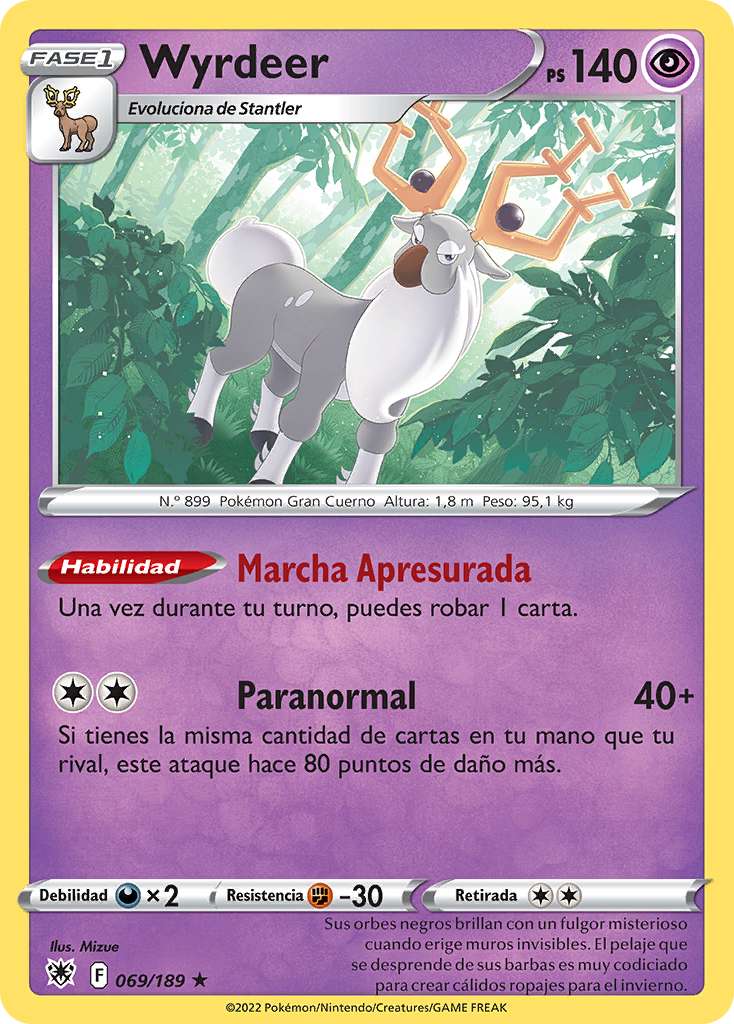 FASE 1
Wyrdeer
PS 140
Evoluciona de Stantler
N.º 899 Pokémon Gran Cuerno Altura: 1,8 m Peso: 95,1 kg
Habilidad Marcha Apresurada
Una vez durante tu turno, puedes robar 1 carta.
Paranormal 40+
Si tienes la misma cantidad de cartas en tu mano que tu
rival, este ataque hace 80 puntos de daño más.
Debilidad ×2 Resistencia -30 Retirada
Sus orbes negros brillan con un fulgor misterioso
cuando erige muros invisibles. El pelaje que
se desprende de sus barbas es muy codiciado
para crear cálidos ropajes para el invierno.
Ilus. Mizue
F 069/189 ★
©2022 Pokémon/Nintendo/Creatures/GAME FREAK